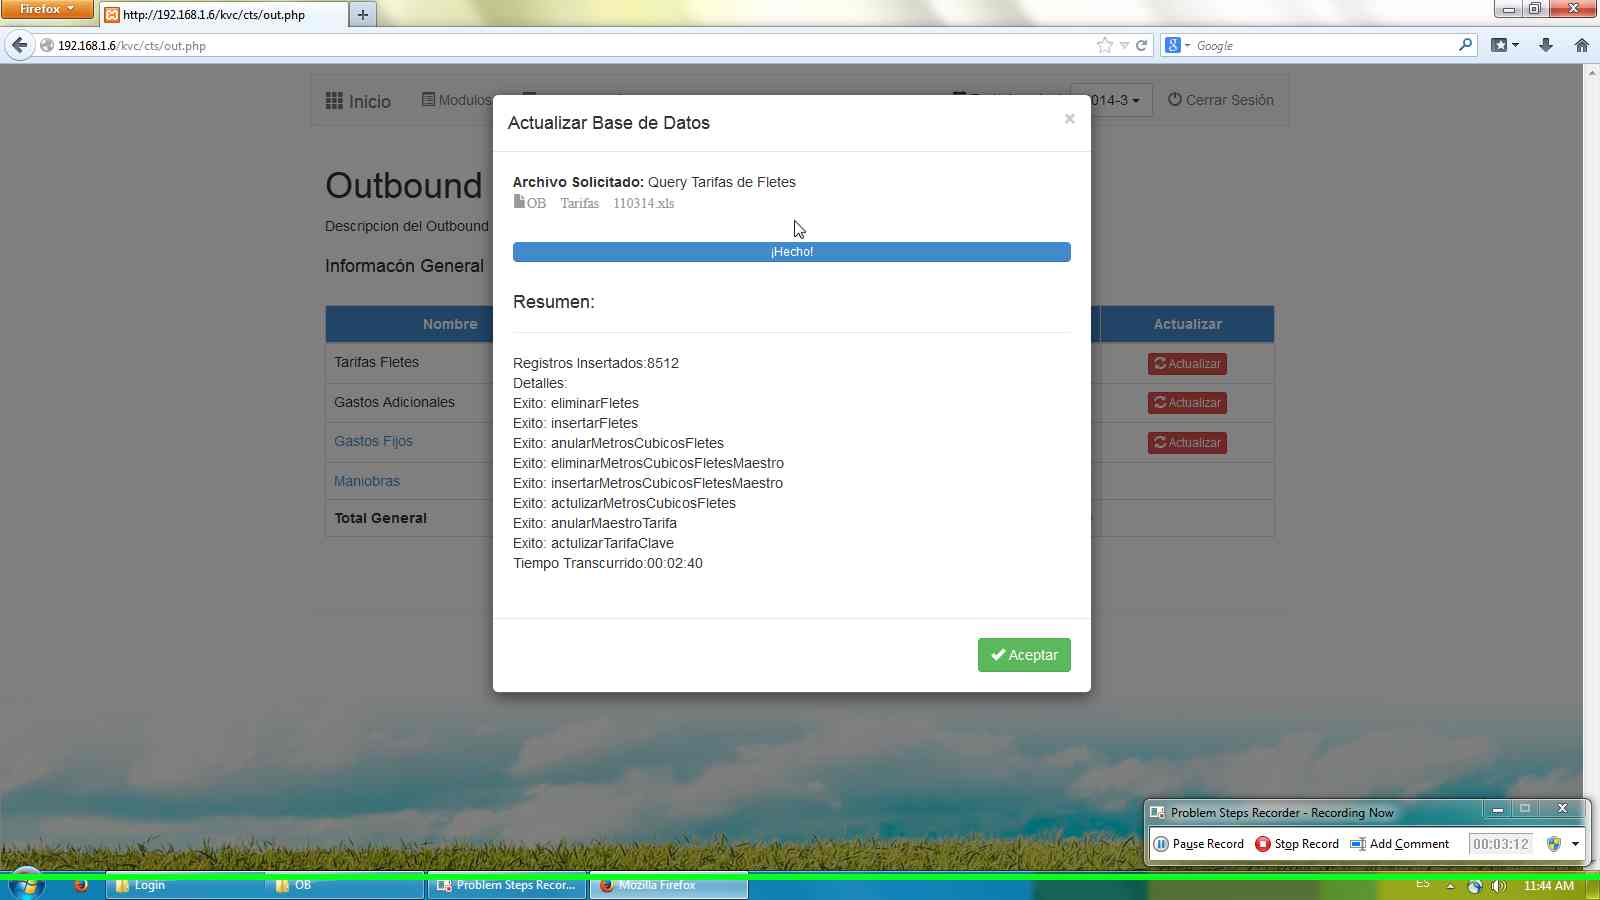 Firefox
http://192.168.1.6/kvc/cts/out.php
192.168.1.6/kvc/cts/out.php
Google
Inicio
Modulos
014-3
Cerrar Sesión
Actualizar Base de Datos
×
Archivo Solicitado: Query Tarifas de Fletes
OB Tarifas 110314.xls
¡Hecho!
Resumen:
Registros Insertados:8512
Detalles:
Exito: eliminarFletes
Exito: insertarFletes
Exito: anularMetrosCubicosFletes
Exito: eliminarMetrosCubicosFletesMaestro
Exito: insertarMetrosCubicosFletesMaestro
Exito: actulizarMetrosCubicosFletes
Exito: anularMaestroTarifa
Exito: actulizarTarifaClave
Tiempo Transcurrido:00:02:40
Aceptar
Outbound
Descripcion del Outbound
Informacón General
Nombre
Actualizar
Tarifas Fletes
Actualizar
Gastos Adicionales
Actualizar
Gastos Fijos
Actualizar
Maniobras
Total General
Problem Steps Recorder - Recording Now
Pause Record
Stop Record
Add Comment
00:03:12
Login
OB
Problem Steps Recor...
Mozilla Firefox
ES
11:44 AM